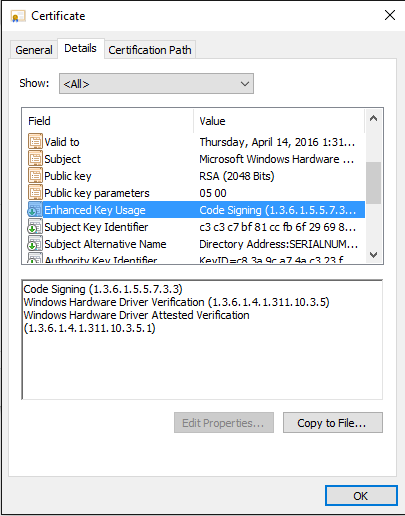 Certificate
General Details Certification Path
Show: <All>
Field Value
Valid to Thursday, April 14, 2016 1:31...
Subject Microsoft Windows Hardware ...
Public key RSA (2048 Bits)
Public key parameters 05 00
Enhanced Key Usage Code Signing (1.3.6.1.5.5.7.3...
Subject Key Identifier c3 c3 c7 bf 81 cc fb 6f 29 69 8...
Subject Alternative Name Directory Address:SERIALNUM...
Authority Key Identifier KeyID=c8 3a 9c a7 4a c3 23 f
Code Signing (1.3.6.1.5.5.7.3.3)
Windows Hardware Driver Verification (1.3.6.1.4.1.311.10.3.5)
Windows Hardware Driver Attested Verification
(1.3.6.1.4.1.311.10.3.5.1)
Edit Properties... Copy to File...
OK